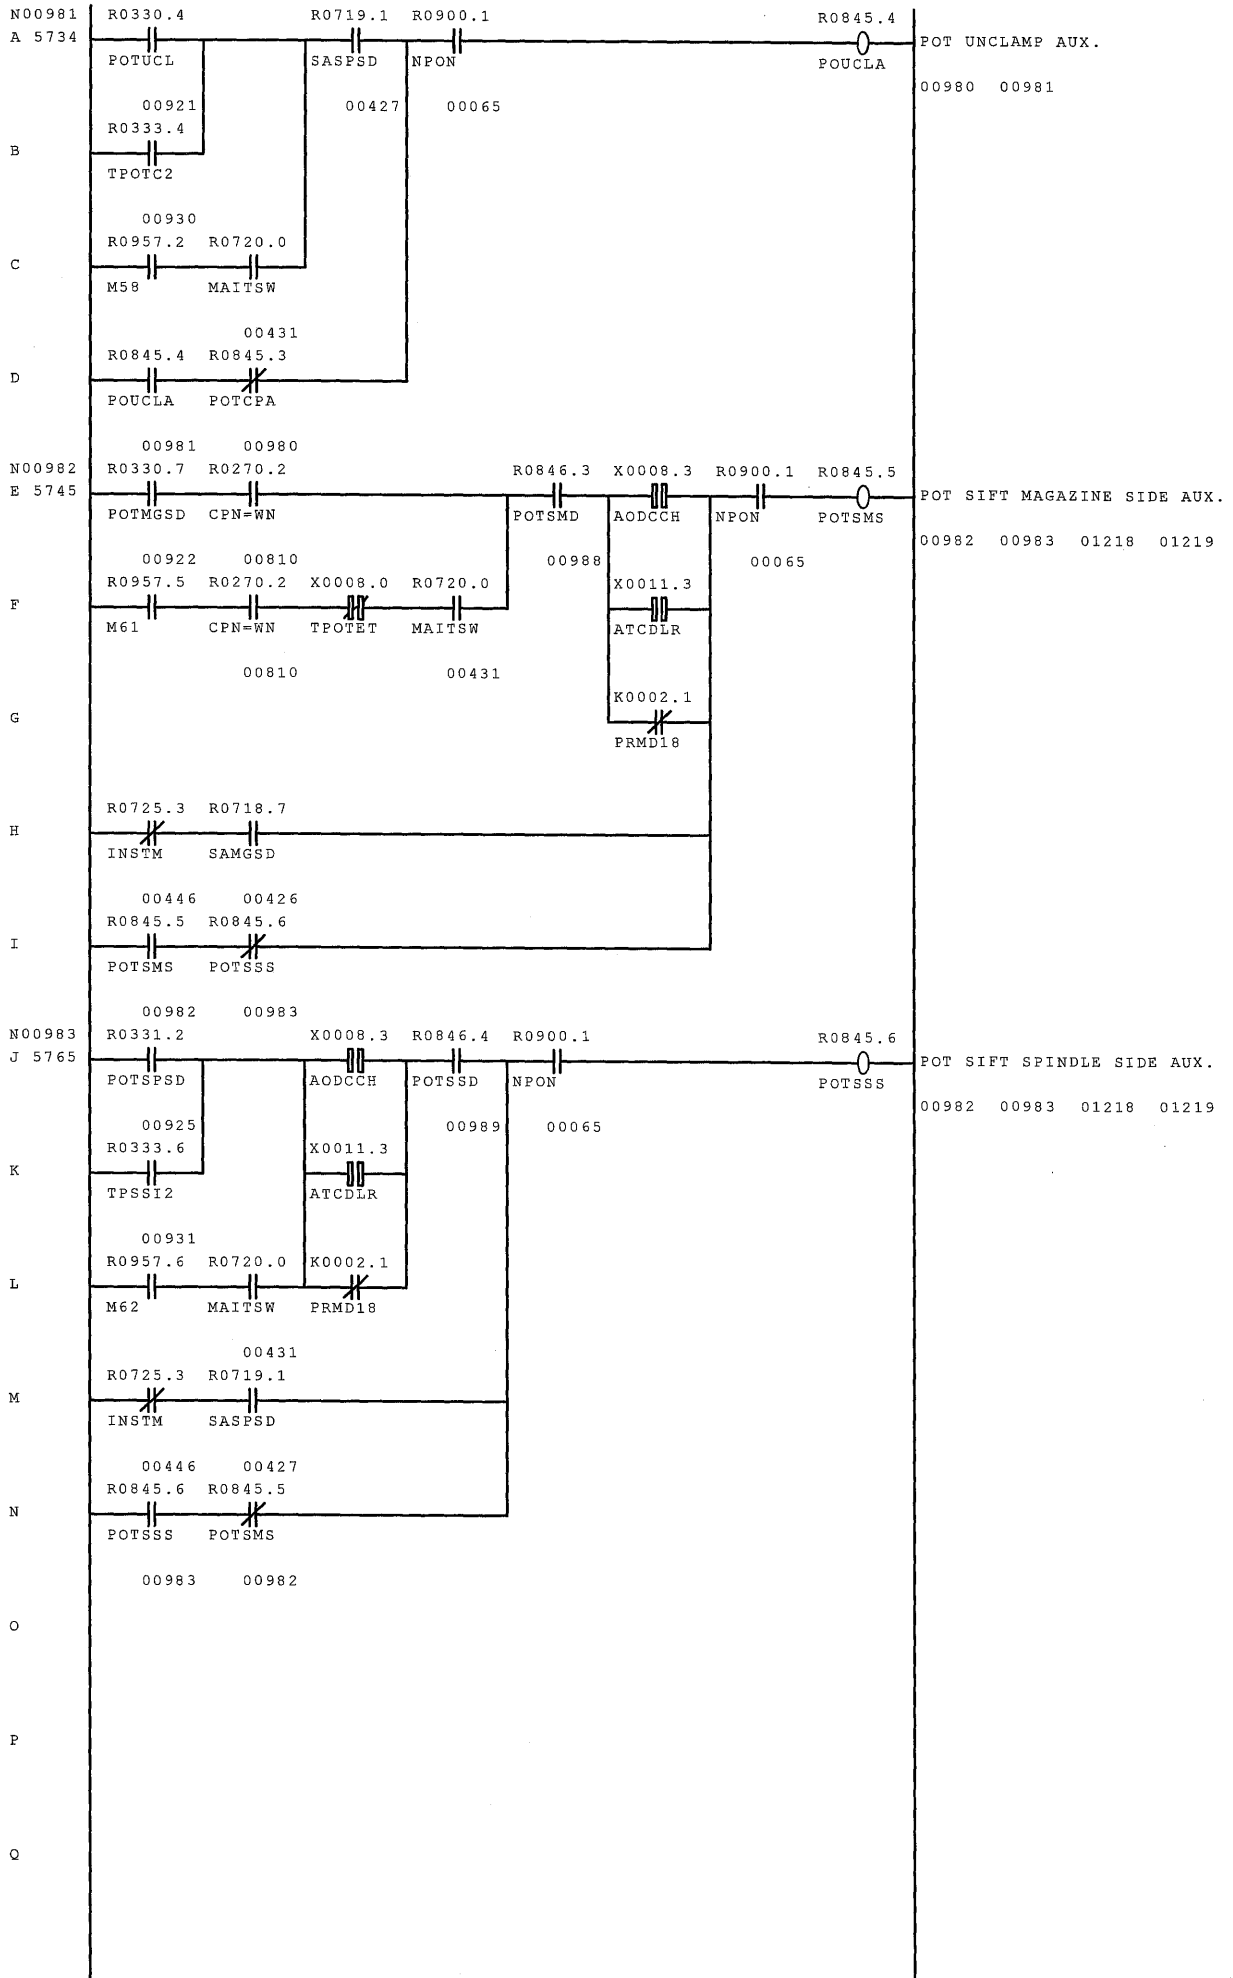 N00981 R0330.4 R0719.1 R0900.1 R0845.4
A 5734 POT UNCLAMP AUX.
POTUCL SASPSD NPON POUCLA
00980 00981
00921 00427 00065
R0333.4
B
TPOTC2
00930
R0957.2 R0720.0
C
M58 MAITSW
00431
R0845.4 R0845.3
D
POUCLA POTCPA
00981 00980
N00982 R0330.7 R0270.2 R0846.3 X0008.3 R0900.1 R0845.5
E 5745 POT SIFT MAGAZINE SIDE AUX.
POTMGSD CPN=WN POTSMD AODCCH NPON POTSMS
00982 00983 01218 01219
00922 00810 00988 00065
R0957.5 R0270.2 X0008.0 R0720.0 X0011.3
F
M61 CPN=WN TPOTET MAITSW ATCDLR
00810 00431
K0002.1
G
PRMD18
R0725.3 R0718.7
H
INSTM SAMGSD
00446 00426
R0845.5 R0845.6
I
POTSMS POTSSS
00982 00983
N00983 R0331.2 X0008.3 R0846.4 R0900.1 R0845.6
J 5765 POT SIFT SPINDLE SIDE AUX.
POTSPSD AODCCH POTSSD NPON POTSSS
00982 00983 01218 01219
00925 00989 00065
R0333.6 X0011.3
K
TPSSI2 ATCDLR
00931
R0957.6 R0720.0 K0002.1
L
M62 MAITSW PRMD18
00431
R0725.3 R0719.1
M
INSTM SASPSD
00446 00427
R0845.6 R0845.5
N
POTSSS POTSMS
00983 00982
O
P
Q